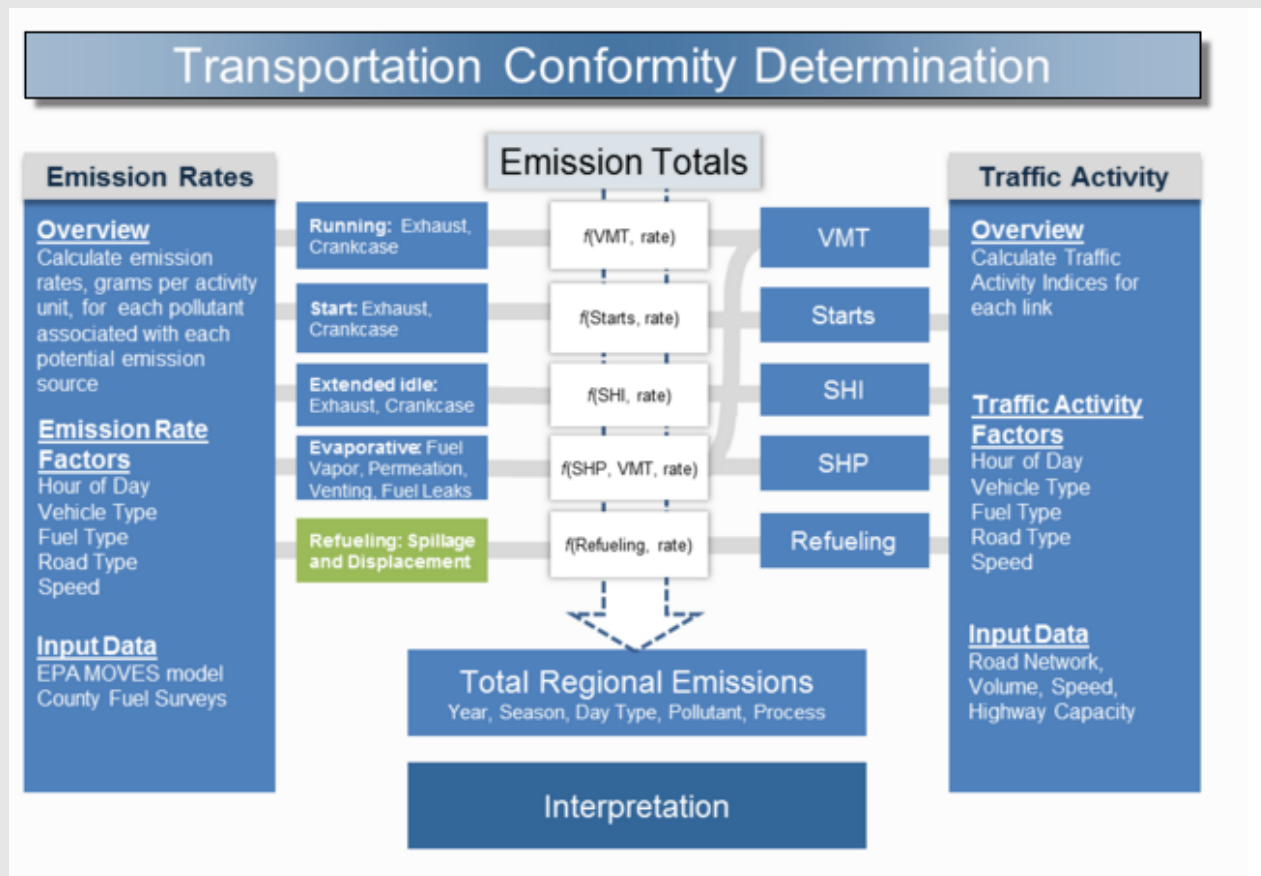 Transportation Conformity Determination
Emission Rates
Overview
Calculate emission
rates, grams per activity
unit, for each pollutant
associated with each
potential emission
source
Emission Rate
Factors
Hour of Day
Vehicle Type
Fuel Type
Road Type
Speed
Input Data
EPA MOVES model
County Fuel Surveys
Running: Exhaust,
Crankcase
Start: Exhaust,
Crankcase
Extended idle:
Exhaust, Crankcase
Evaporative: Fuel
Vapor, Permeation,
Venting, Fuel Leaks
Refueling: Spillage
and Displacement
Emission Totals
f(VMT, rate)
f(Starts, rate)
f(SHI, rate)
f(SHP, VMT, rate)
f(Refueling, rate)
VMT
Starts
SHI
SHP
Refueling
Traffic Activity
Overview
Calculate Traffic
Activity Indices for
each link
Traffic Activity
Factors
Hour of Day
Vehicle Type
Fuel Type
Road Type
Speed
Input Data
Road Network,
Volume, Speed,
Highway Capacity
Total Regional Emissions
Year, Season, Day Type, Pollutant, Process
Interpretation